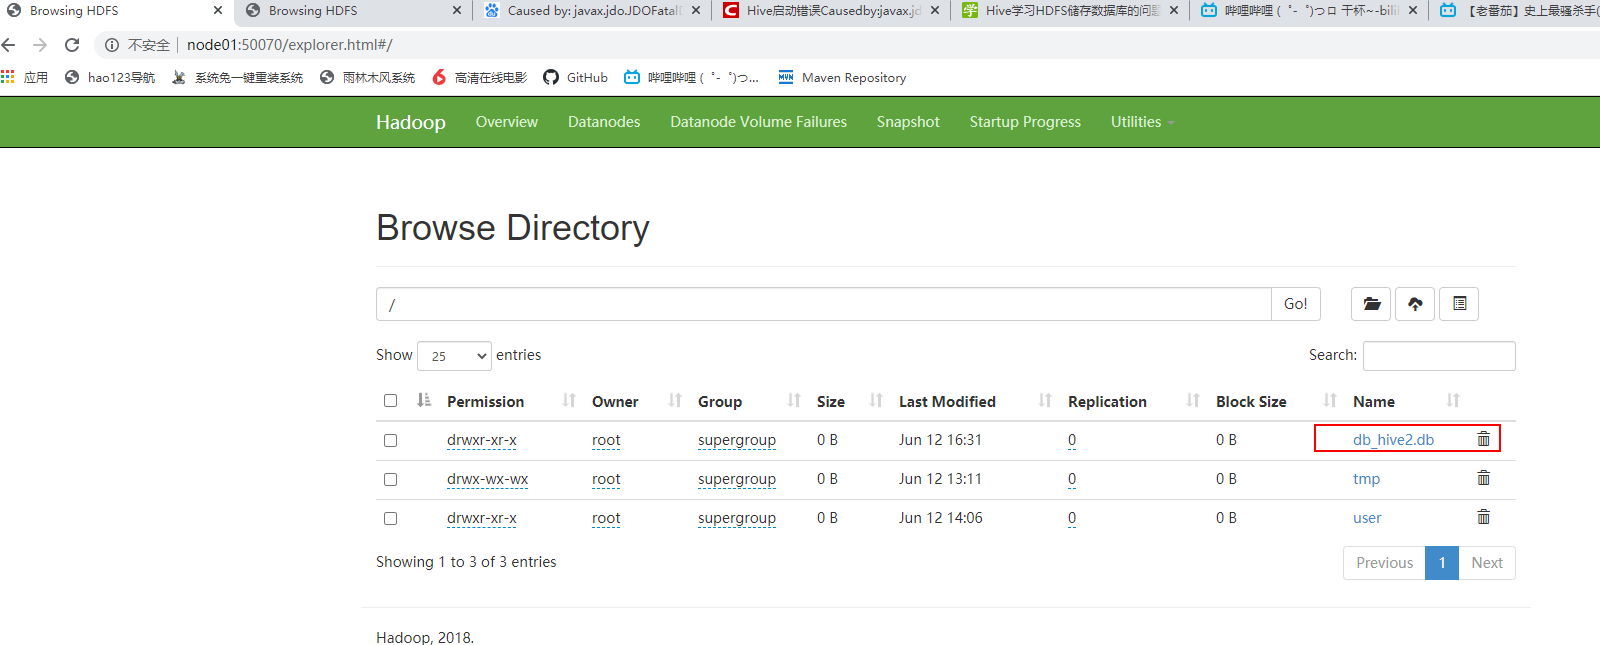 Browsing HDFS Browsing HDFS Caused by: javax.jdo.JDOFatalD Hive启动错误Causedby:javax.jd Hive学习HDFS储存数据库的问题 哔哩哔哩 ( ゜- ゜)つロ 干杯~-bili 【老番茄】史上最骚杀手(
不安全 | node01:50070/explorer.html#/
应用 hao123导航 系统兔一键重装系统 雨林木风系统 高清在线电影 GitHub 哔哩哔哩 ( ゜- ゜)つ... Maven Repository
Hadoop Overview Datanodes Datanode Volume Failures Snapshot Startup Progress Utilities
Browse Directory
/ Go!
Show 25 entries Search:
Permission Owner Group Size Last Modified Replication Block Size Name
drwxr-xr-x root supergroup 0 B Jun 12 16:31 0 0 B db_hive2.db
drwx-wx-wx root supergroup 0 B Jun 12 13:11 0 0 B tmp
drwxr-xr-x root supergroup 0 B Jun 12 14:06 0 0 B user
Showing 1 to 3 of 3 entries Previous 1 Next
Hadoop, 2018.